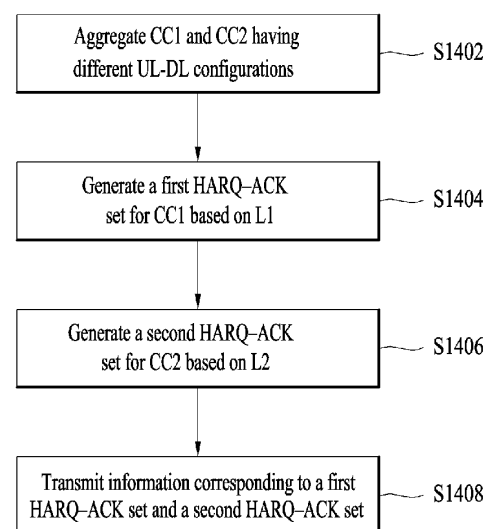 Aggregate CC1 and CC2 having
different UL-DL configurations
S1402
Generate a first HARQ-ACK
set for CC1 based on L1
S1404
Generate a second HARQ-ACK
set for CC2 based on L2
S1406
Transmit information corresponding to a first
HARQ-ACK set and a second HARQ-ACK set
S1408